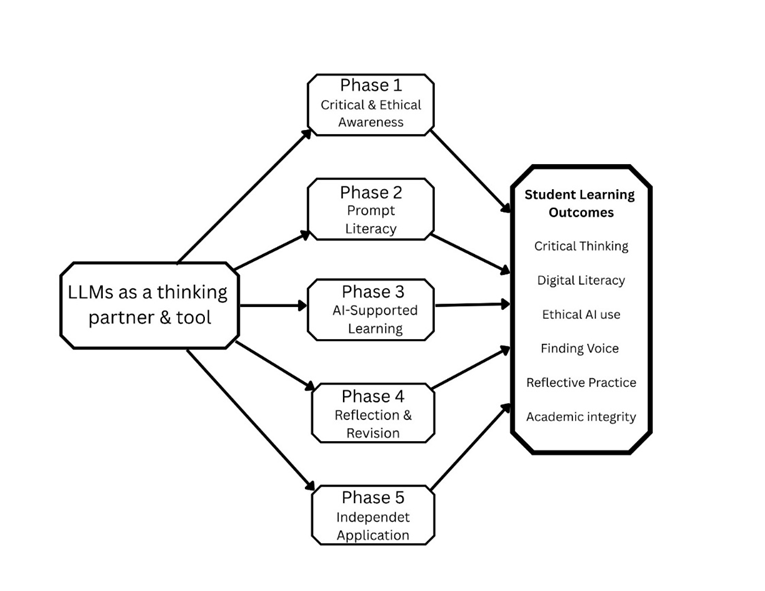 LLMs as a thinking
partner & tool
Phase 1
Critical & Ethical
Awareness
Phase 2
Prompt
Literacy
Phase 3
AI-Supported
Learning
Phase 4
Reflection &
Revision
Phase 5
Independet
Application
Student Learning
Outcomes
Critical Thinking
Digital Literacy
Ethical AI use
Finding Voice
Reflective Practice
Academic integrity